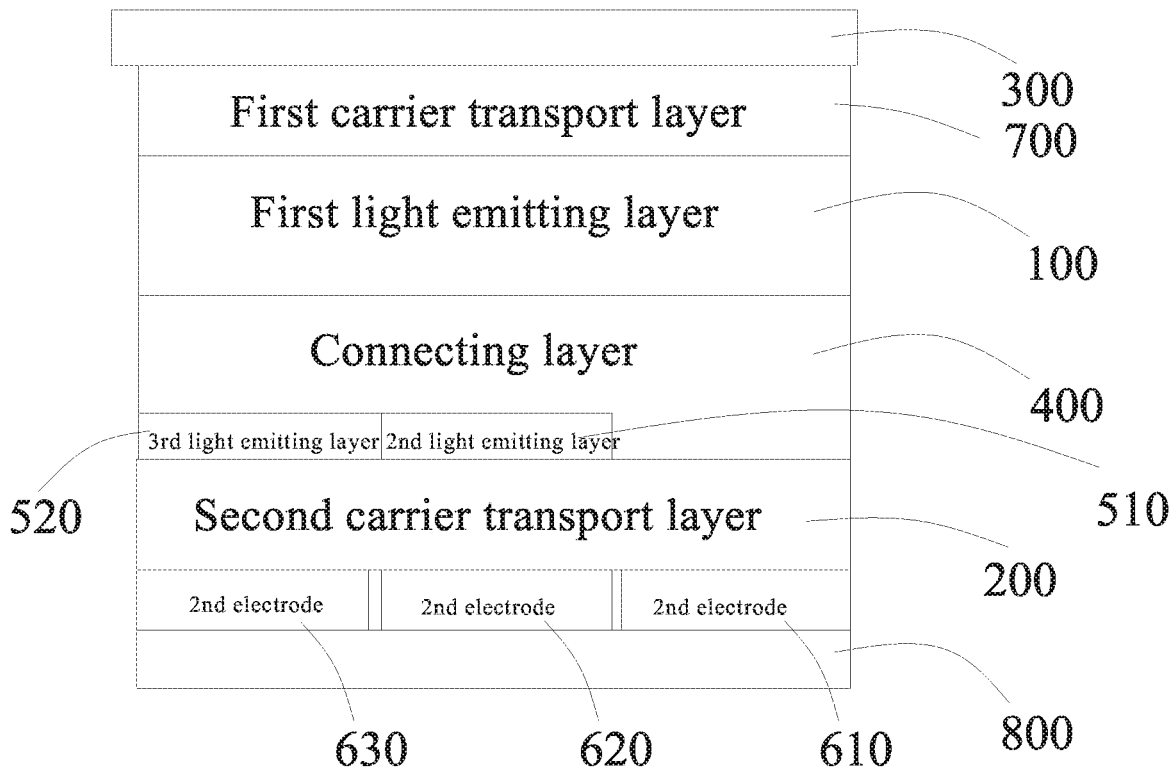 300
First carrier transport layer
700
First light emitting layer
100
Connecting layer
400
3rd light emitting layer
2nd light emitting layer
520
510
Second carrier transport layer
200
2nd electrode
2nd electrode
2nd electrode
630
620
610
800